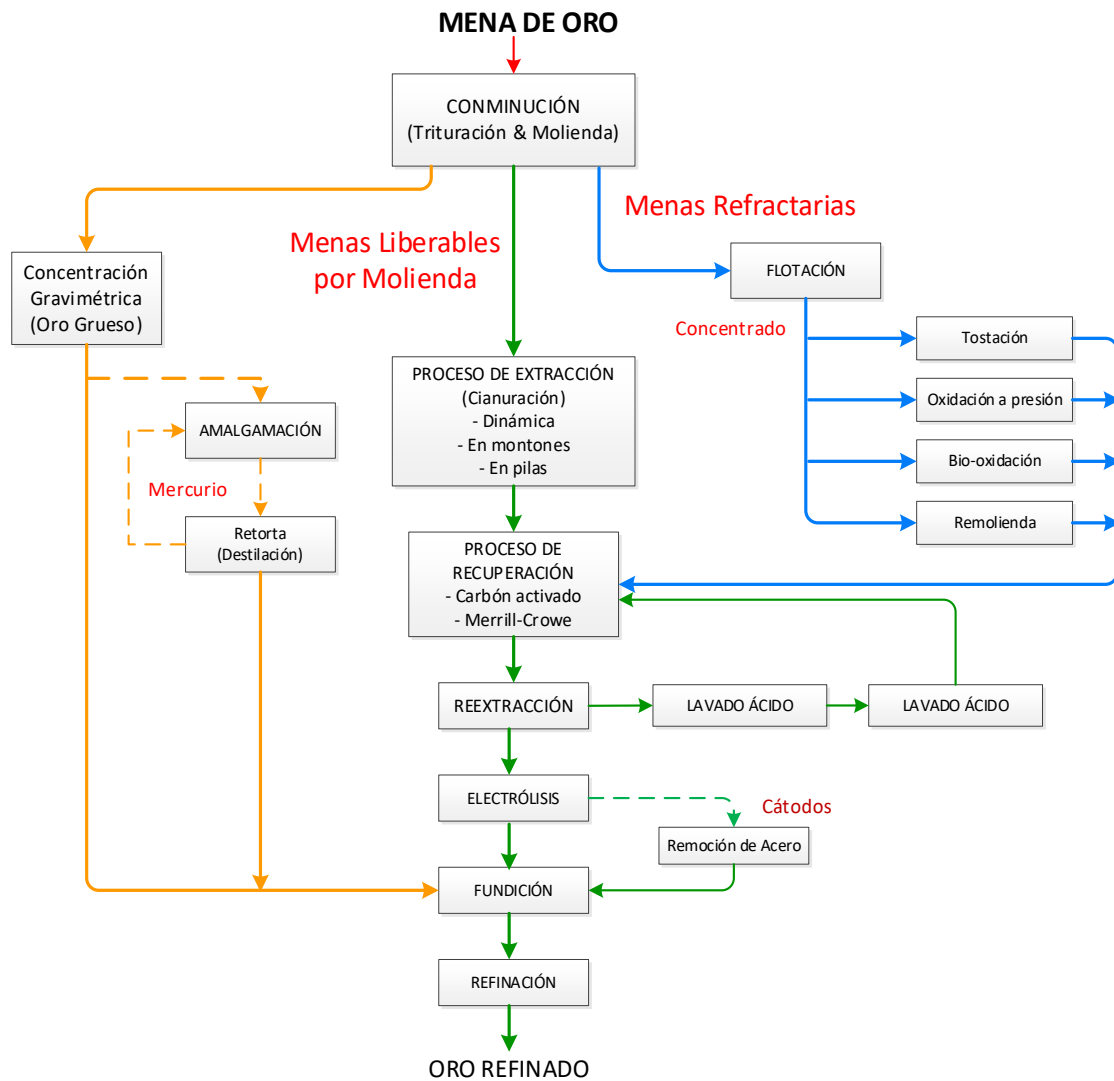 MENA DE ORO
CONMINUCIÓN
(Trituración & Molienda)
Menas Refractarias
Menas Liberables
por Molienda
Concentración
Gravimétrica
(Oro Grueso)
FLOTACIÓN
Concentrado
Tostación
PROCESO DE EXTRACCIÓN
(Cianuración)
- Dinámica
- En montones
- En pilas
Oxidación a presión
AMALGAMACIÓN
Bio-oxidación
Mercurio
Retorta
(Destilación)
Remolienda
PROCESO DE
RECUPERACIÓN
- Carbón activado
- Merrill-Crowe
REEXTRACCIÓN
LAVADO ÁCIDO
LAVADO ÁCIDO
ELECTRÓLISIS
Cátodos
Remoción de Acero
FUNDICIÓN
REFINACIÓN
ORO REFINADO